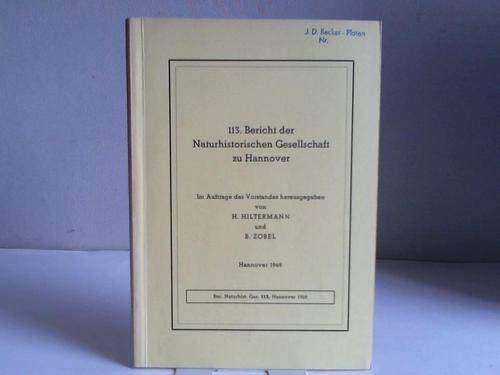 J. D. Becker - Platen
Nr.
113. Bericht der
Naturhistorischen Gesellschaft
zu Hannover
Im Auftrage des Vorstandes herausgegeben
von
H. HILTERMANN
und
B. ZOBEL
Hannover 1969
Ber. Naturhist. Ges. 113, Hannover 1969